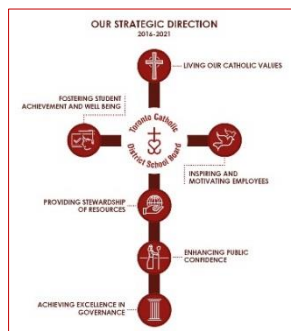 OUR STRATEGIC DIRECTION
2016-2021
LIVING OUR CATHOLIC VALUES
FOSTERING STUDENT
ACHIEVEMENT AND WELL BEING
Toronto Catholic
District School Board
INSPIRING AND
MOTIVATING EMPLOYEES
PROVIDING STEWARDSHIP
OF RESOURCES
ENHANCING PUBLIC
CONFIDENCE
ACHIEVING EXCELLENCE IN
GOVERNANCE